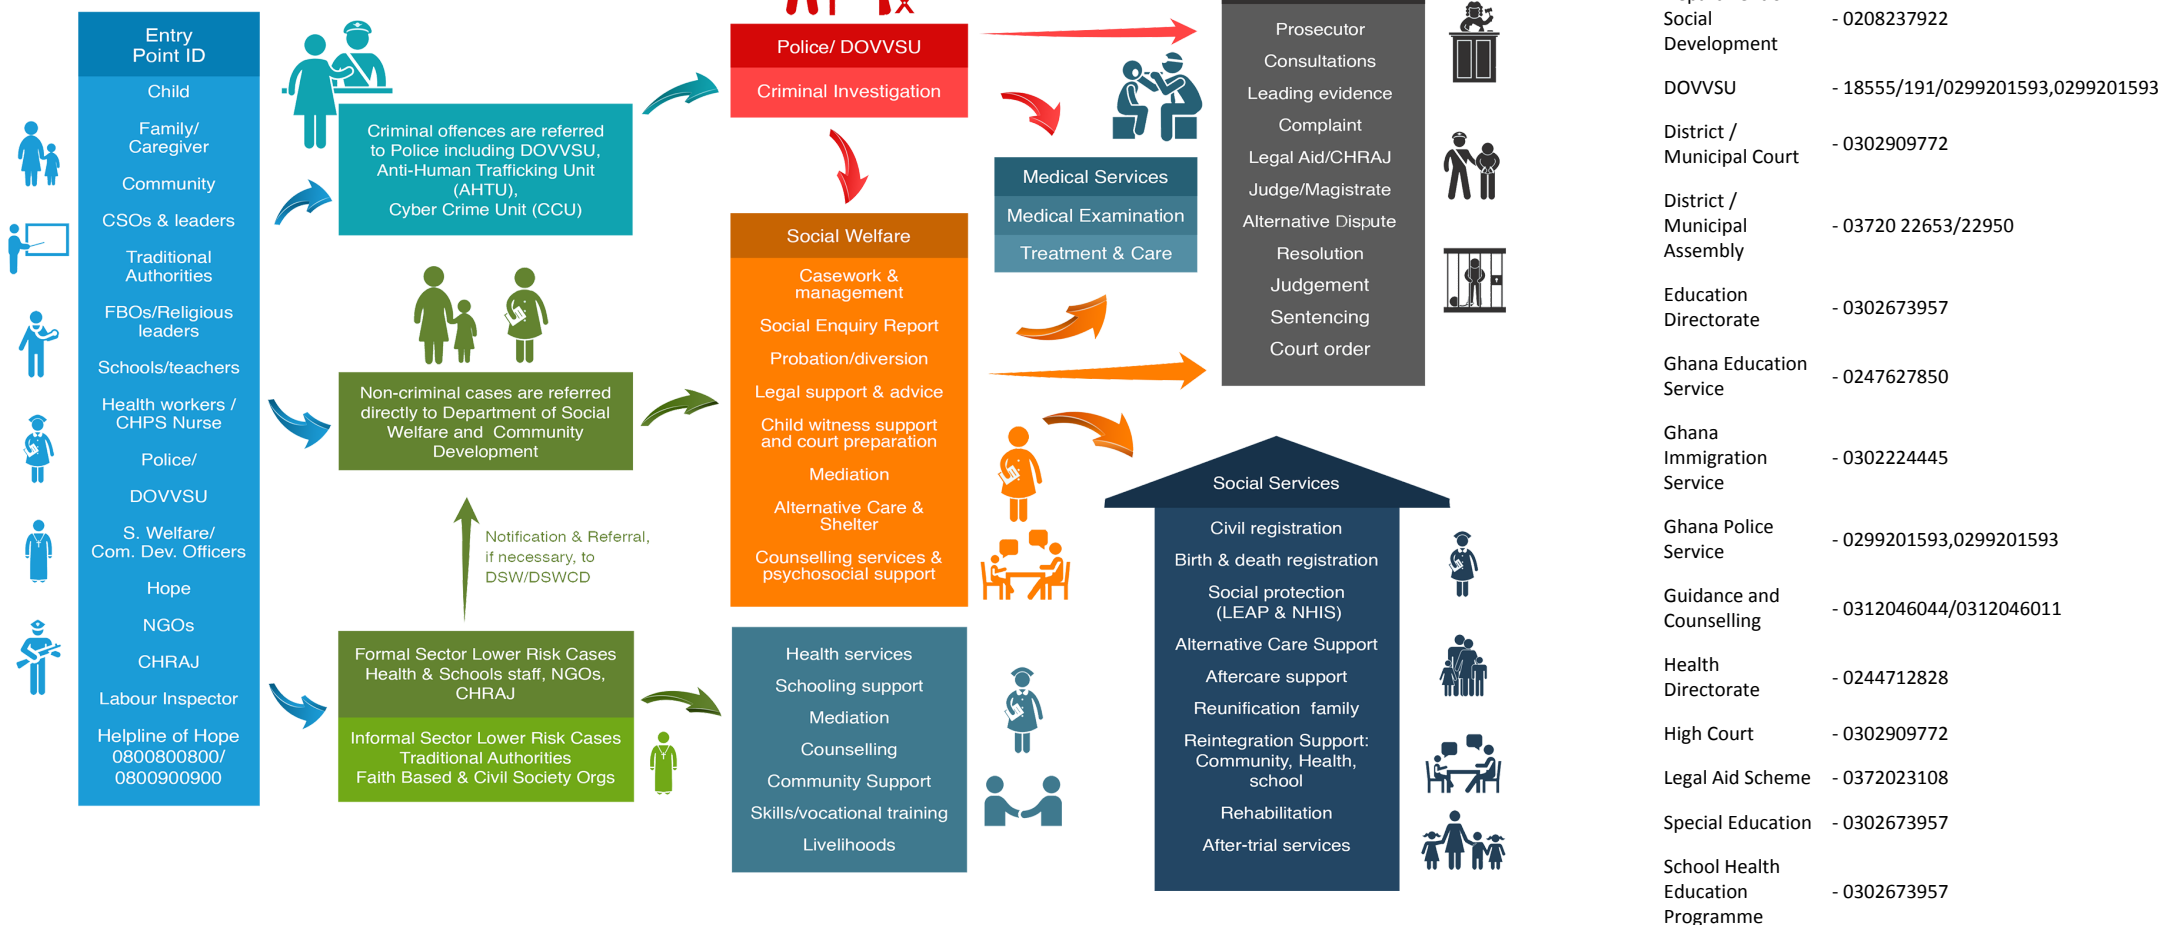 Entry
Point ID
Child
Family/
Caregiver
Community
CSOs & leaders
Traditional
Authorities
FBOs/Religious
leaders
Schools/teachers
Health workers /
CHPS Nurse
Police/
DOVVSU
S. Welfare/
Com. Dev. Officers
Hope
NGOs
CHRAJ
Labour Inspector
Helpline of Hope
0800800800/
0800900900
Criminal offences are referred
to Police including DOVVSU,
Anti-Human Trafficking Unit
(AHTU),
Cyber Crime Unit (CCU)
Non-criminal cases are referred
directly to Department of Social
Welfare and Community
Development
Notification & Referral,
if necessary, to
DSW/DSWCD
Formal Sector Lower Risk Cases
Health & Schools staff, NGOs,
CHRAJ
Informal Sector Lower Risk Cases
Traditional Authorities
Faith Based & Civil Society Orgs
Police/ DOVVSU
Criminal Investigation
Social Welfare
Casework &
management
Social Enquiry Report
Probation/diversion
Legal support & advice
Child witness support
and court preparation
Mediation
Alternative Care &
Shelter
Counselling services &
psychosocial support
Health services
Schooling support
Mediation
Counselling
Community Support
Skills/vocational training
Livelihoods
Medical Services
Medical Examination
Treatment & Care
Prosecutor
Consultations
Leading evidence
Complaint
Legal Aid/CHRAJ
Judge/Magistrate
Alternative Dispute
Resolution
Judgement
Sentencing
Court order
Social Services
Civil registration
Birth & death registration
Social protection
(LEAP & NHIS)
Alternative Care Support
Aftercare support
Reunification family
Reintegration Support:
Community, Health,
school
Rehabilitation
After-trial services
Social - 0208237922
Development
DOVVSU - 18555/191/0299201593,0299201593
District /
Municipal Court - 0302909772
District /
Municipal - 03720 22653/22950
Assembly
Education
Directorate - 0302673957
Ghana Education
Service - 0247627850
Ghana
Immigration - 0302224445
Service
Ghana Police
Service - 0299201593,0299201593
Guidance and
Counselling - 0312046044/0312046011
Health
Directorate - 0244712828
High Court - 0302909772
Legal Aid Scheme - 0372023108
Special Education - 0302673957
School Health
Education - 0302673957
Programme